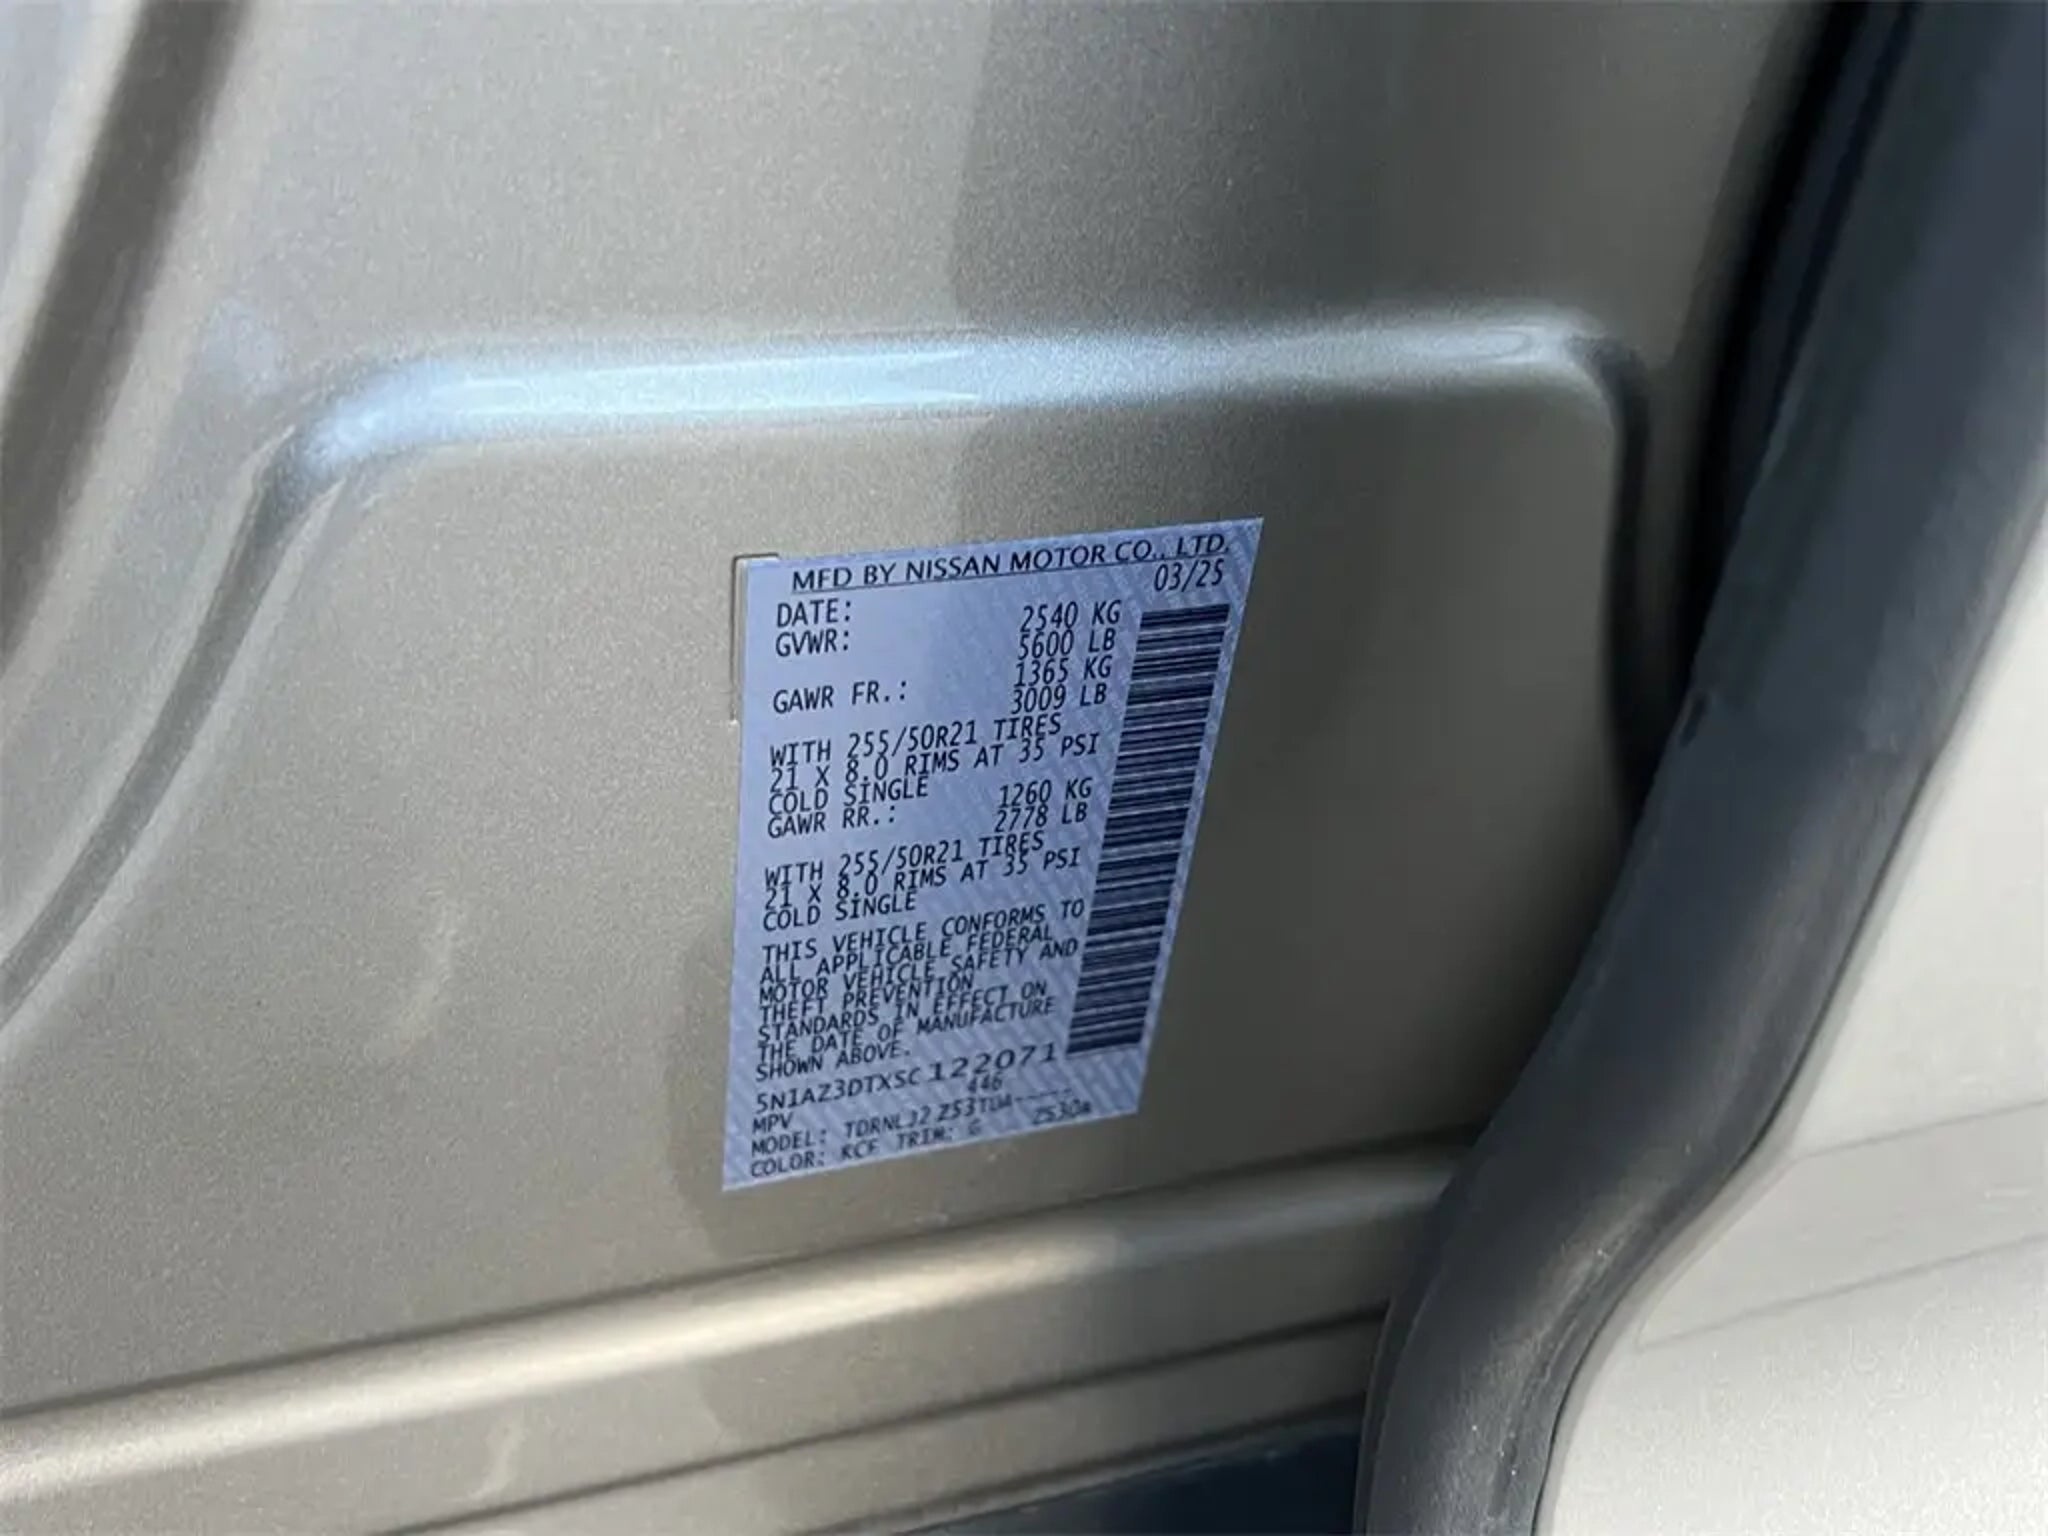 MFD BY NISSAN MOTOR CO., LTD.
DATE: 03/25
GVWR: 2540 KG
5600 LB
1365 KG
GAWR FR.: 3009 LB
WITH 255/50R21 TIRES
21 X 8.0 RIMS AT 35 PSI
COLD SINGLE
1260 KG
GAWR RR.: 2778 LB
WITH 255/50R21 TIRES
21 X 8.0 RIMS AT 35 PSI
COLD SINGLE
THIS VEHICLE CONFORMS TO
ALL APPLICABLE FEDERAL
MOTOR VEHICLE SAFETY AND
THEFT PREVENTION
STANDARDS IN EFFECT ON
THE DATE OF MANUFACTURE
SHOWN ABOVE.
5N1AZ3DTXSC122071
MPV 446
MODEL:
COLOR: KCF TRIM: G